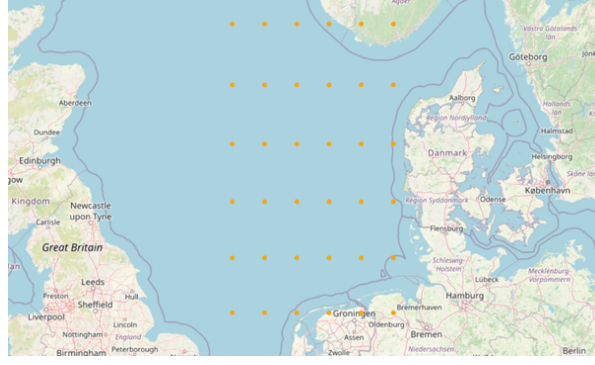 Agder
Västra Götalands
län
Göteborg
Aberdeen
Aalborg
Region Nordjylland
Hallands
län
Dundee
Halmstad
Edinburgh
Danmark
Helsingborg
gow
Kingdom
Newcastle
upon Tyne
Region Syddanmark
Odense
København
Skåne län
Carlisle
Flensburg
Great Britain
Schleswig-
Holstein
Mecklenburg-
Vorpommern
Leeds
Lübeck
Preston
Hull
Hamburg
Sheffield
Bremerhaven
Liverpool
Groningen
Lincoln
Oldenburg
Bremen
Nottingham
England
Assen
Niedersachsen
Berlin
Birmingham
Peterborough
Zwolle